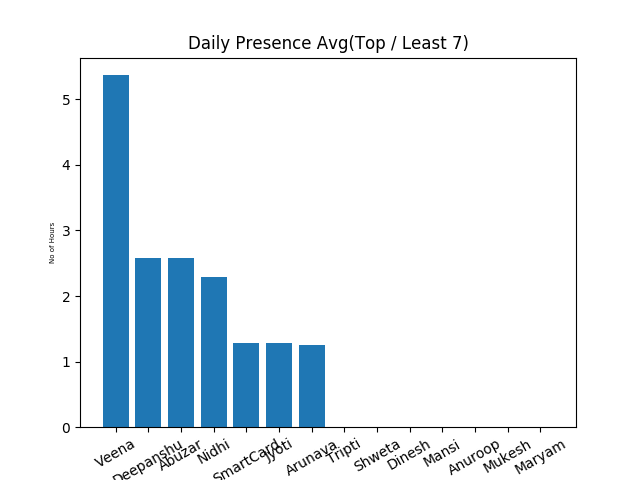 Daily Presence Avg(Top / Least 7)
No of Hours
5
4
3
2
1
0
Veena
Deepanshu
Abuzar
Nidhi
SmartCard
Jyoti
Arunava
Tripti
Shweta
Dinesh
Mansi
Anuroop
Mukesh
Maryam